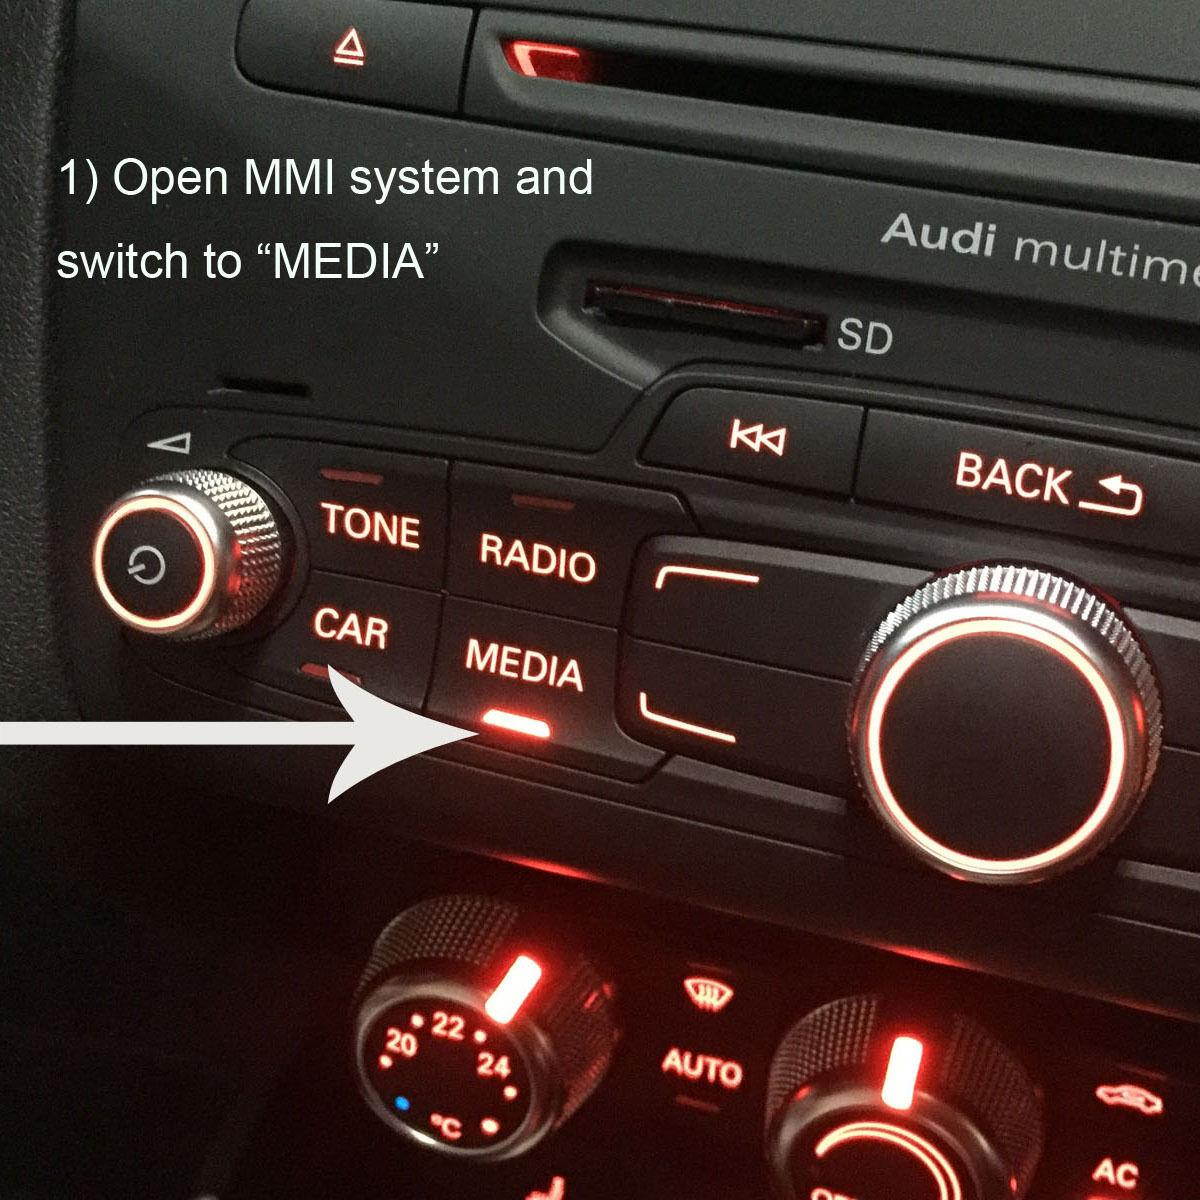 1) Open MMI system and
switch to “MEDIA”
Audi
SD
BACK
TONE
RADIO
CAR
MEDIA
22
20
24
AUTO
°C
AC